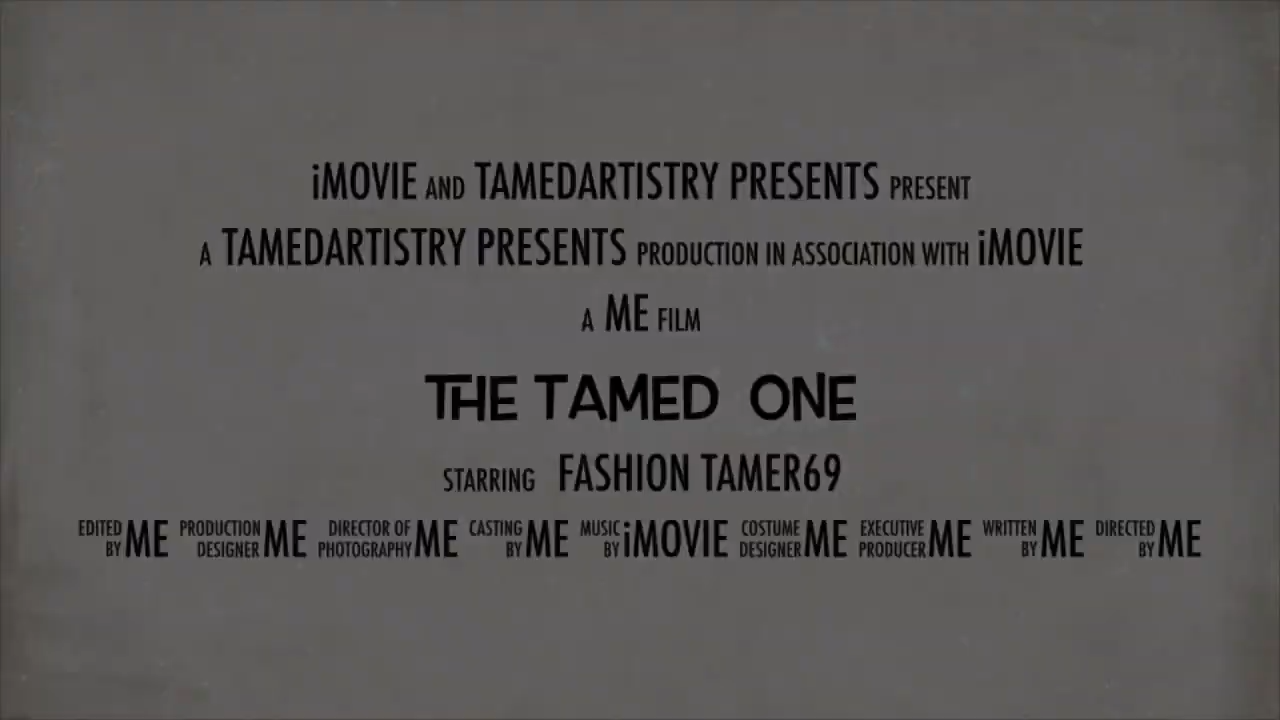 iMOVIE AND TAMEDARTISTRY PRESENTS PRESENT
A TAMEDARTISTRY PRESENTS PRODUCTION IN ASSOCIATION WITH iMOVIE
A ME FILM
THE TAMED ONE
STARRING FASHION TAMER69
EDITED BY ME PRODUCTION DESIGNER ME DIRECTOR OF PHOTOGRAPHY ME CASTING BY ME MUSIC BY iMOVIE COSTUME DESIGNER ME EXECUTIVE PRODUCER ME WRITTEN BY ME DIRECTED BY ME